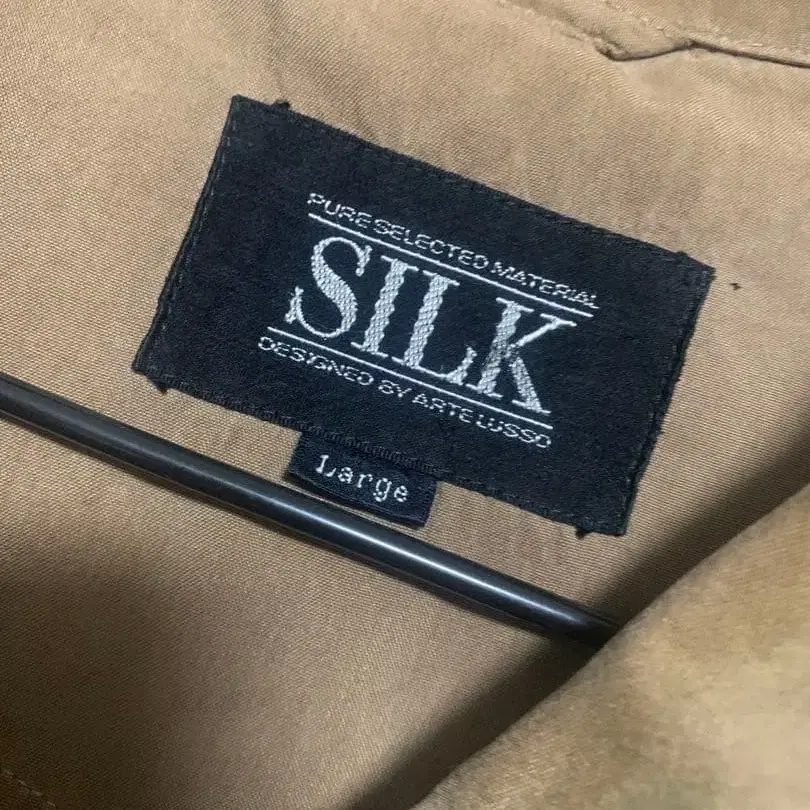 PURE SELECTED MATERIAL
SILK
DESIGNED BY ARTE LUSSO
Large